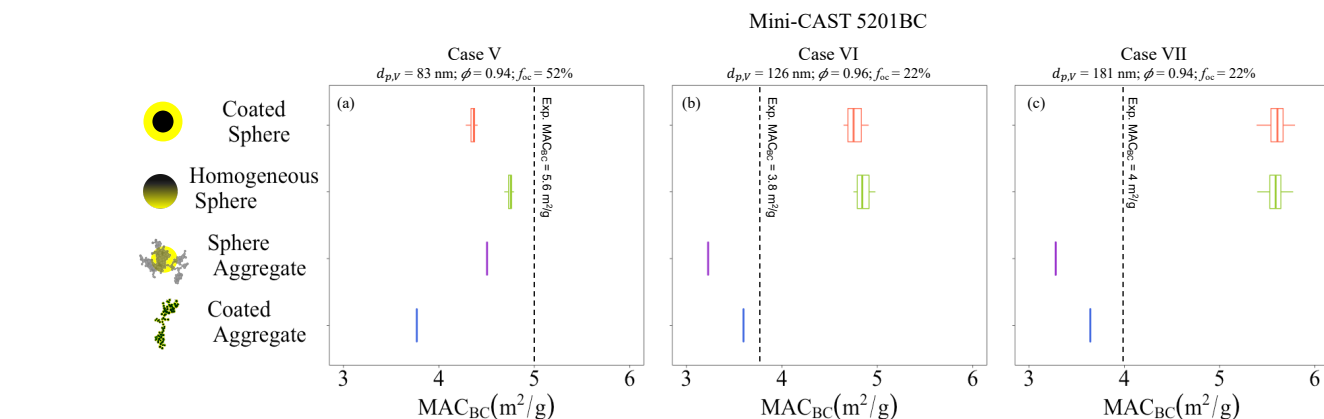 Mini-CAST 5201BC
Case V
d_{p,V} = 83 nm; ϕ = 0.94; f_{oc} = 52%
Case VI
d_{p,V} = 126 nm; ϕ = 0.96; f_{oc} = 22%
Case VII
d_{p,V} = 181 nm; ϕ = 0.94; f_{oc} = 22%
Coated
Sphere
Homogeneous
Sphere
Sphere
Aggregate
Coated
Aggregate
(a)
Exp. MAC_{BC} = 5.6 m²/g
3 4 5 6
MAC_{BC}(m²/g)
(b)
Exp. MAC_{BC} = 3.8 m²/g
3 4 5 6
MAC_{BC}(m²/g)
(c)
Exp. MAC_{BC} = 4 m²/g
3 4 5 6
MAC_{BC}(m²/g)